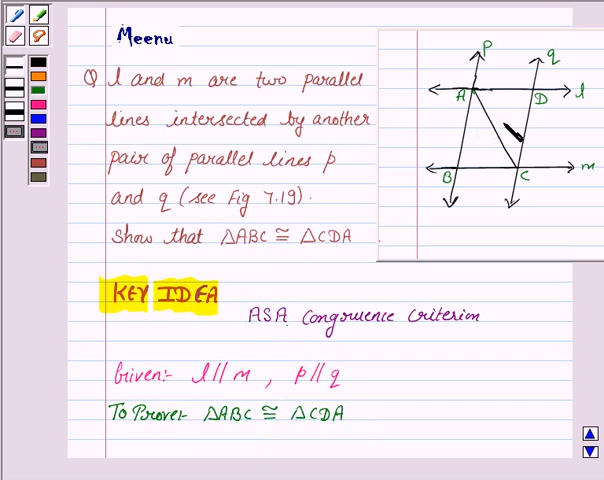 Meenu
Q l and m are two parallel
lines intersected by another
pair of parallel lines p
and q (see Fig 7.19).
Show that △ABC ≅ △CDA
KEY IDEA
ASA Congruence Criterion
Given:- l // m , p // q
To Prove:- △ABC ≅ △CDA
p q
A D l
B C m